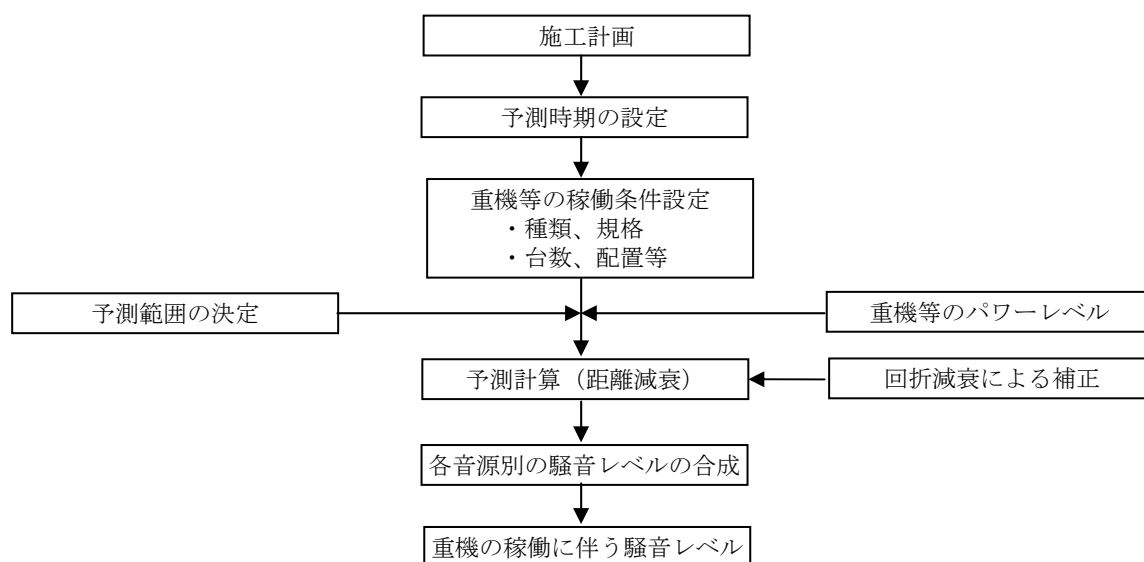 施工計画
予測時期の設定
重機等の稼働条件設定
・種類、規格
・台数、配置等
予測範囲の決定
重機等のパワーレベル
予測計算（距離減衰）
回折減衰による補正
各音源別の騒音レベルの合成
重機の稼働に伴う騒音レベル